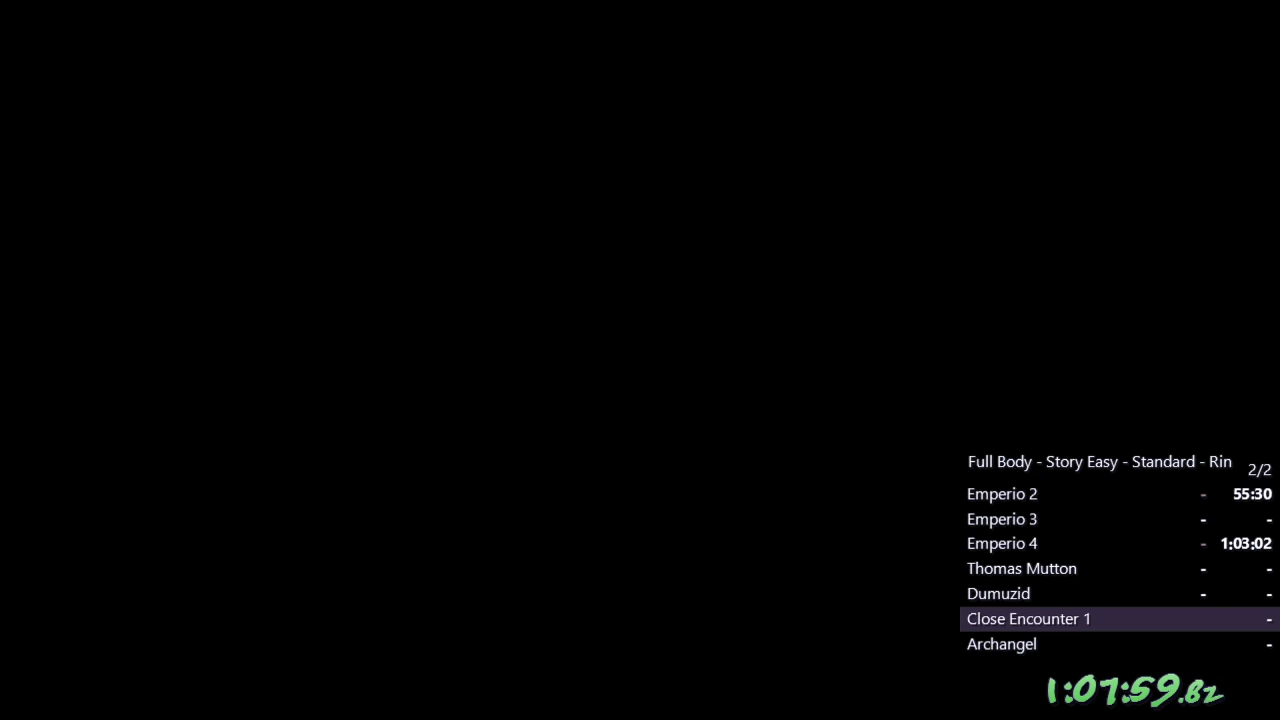 Full Body - Story Easy - Standard - Rin
2/2
Emperio 2 - 55:30
Emperio 3 - -
Emperio 4 - 1:03:02
Thomas Mutton - -
Dumuzid - -
Close Encounter 1 -
Archangel -
1:07:59.82